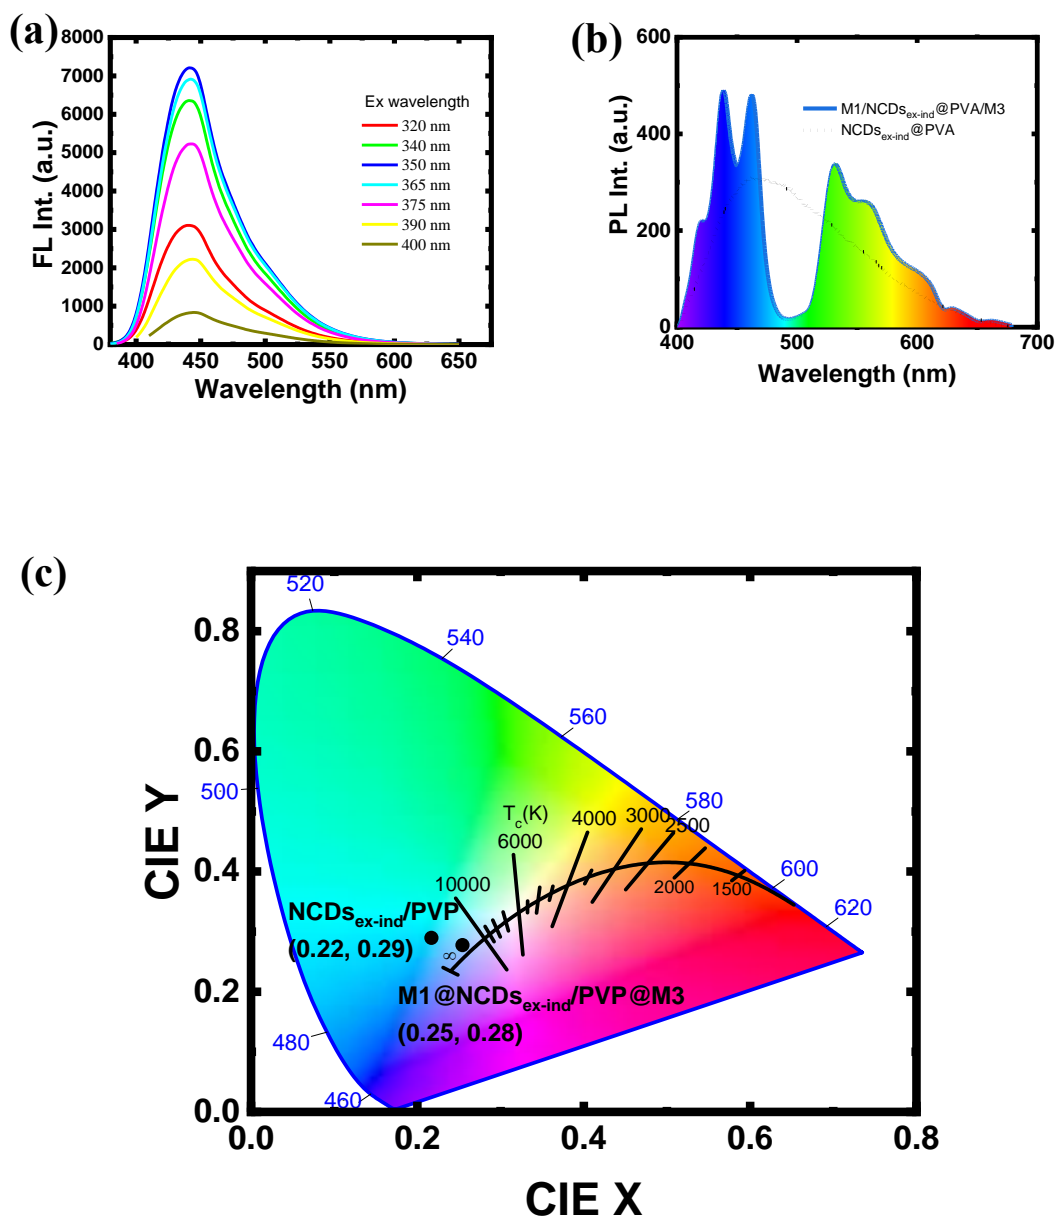 (a)
8000
7000
6000
5000
4000
3000
2000
1000
0
FL Int. (a.u.)
Ex wavelength
320 nm
340 nm
350 nm
365 nm
375 nm
390 nm
400 nm
400 450 500 550 600 650
Wavelength (nm)
(b)
600
400
200
0
PL Int. (a.u.)
M1/NCDsex-ind@PVA/M3
NCDsex-ind@PVA
400 500 600 700
Wavelength (nm)
(c)
0.8
0.6
0.4
0.2
0.0
CIE Y
520
540
560
500
580
600
620
480
460
Tc(K)
4000
3000
2500
6000
10000
2000
1500
∞
NCDsex-ind/PVP
(0.22, 0.29)
M1@NCDsex-ind/PVP@M3
(0.25, 0.28)
0.0 0.2 0.4 0.6 0.8
CIE X